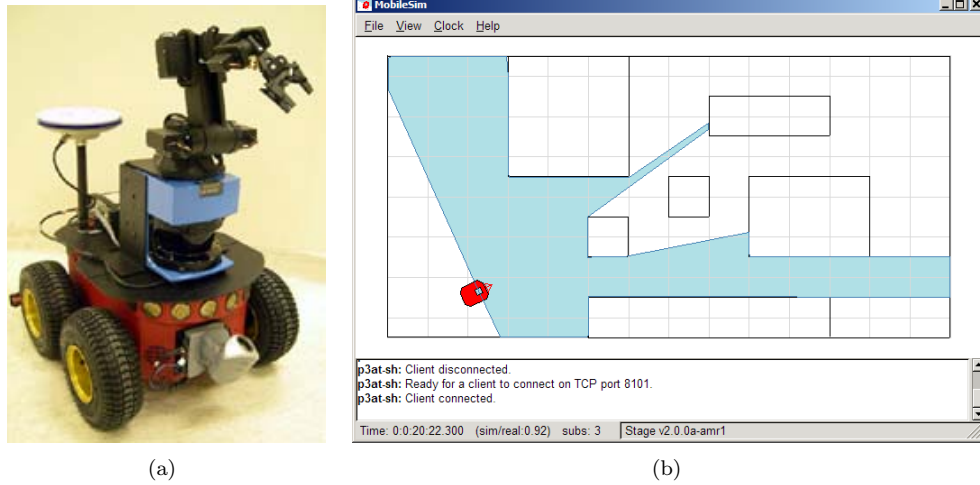 MobileSim
File View Clock Help
p3at-sh: Client disconnected.
p3at-sh: Ready for a client to connect on TCP port 8101.
p3at-sh: Client connected.
Time: 0:0:20:22.300 (sim/real:0.92) subs: 3 Stage v2.0.0a-amr1
(a)
(b)